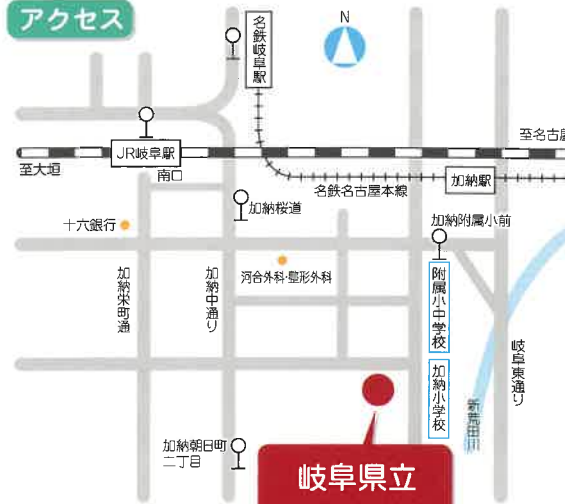 アクセス
N
名鉄岐阜駅
至名古屋
JR岐阜駅
至大垣
南口
名鉄名古屋本線
加納駅
加納桜道
加納附属小前
十六銀行
河合外科・整形外科
加納栄町通
加納中通り
附属小中学校
加納小学校
岐阜東通り
新荒田川
加納朝日町
二丁目
岐阜県立